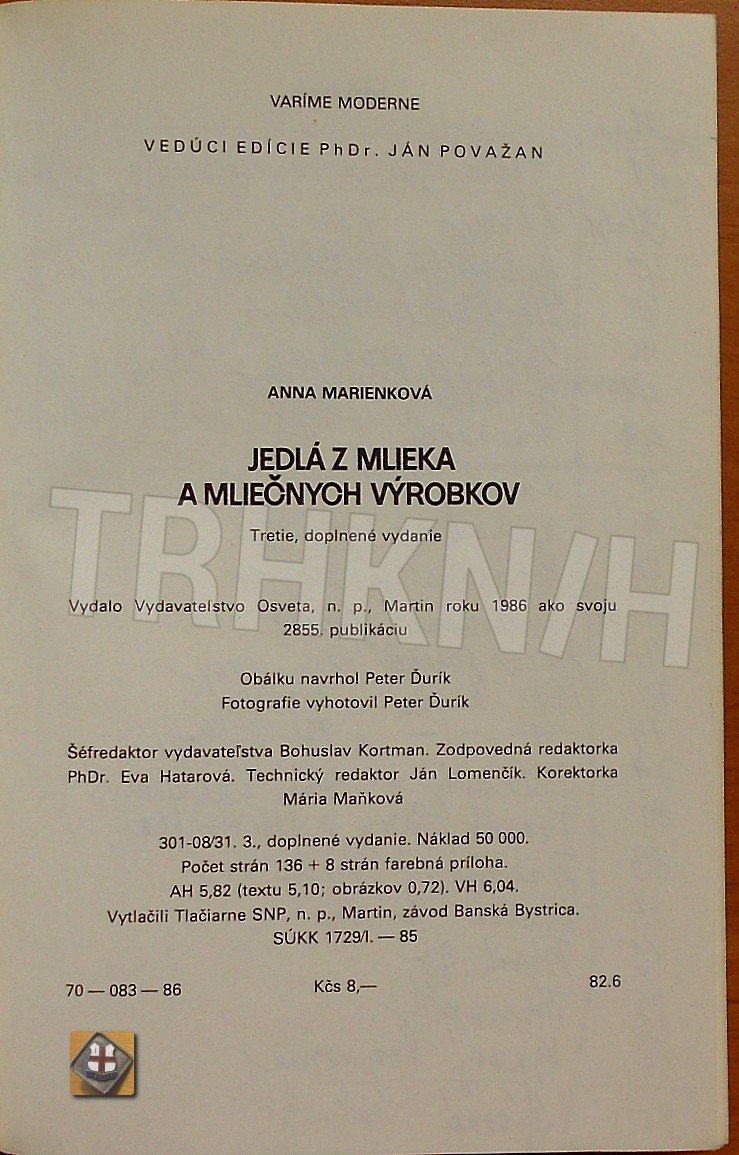 VARÍME MODERNE
VEDÚCI EDÍCIE PhDr. JÁN POVAŽAN
ANNA MARIENKOVÁ
JEDLÁ Z MLIEKA
A MLIEČNYCH VÝROBKOV
Tretie, doplnené vydanie
TRHKN/H
Vydalo Vydavateľstvo Osveta, n. p., Martin roku 1986 ako svoju
2855. publikáciu
Obálku navrhol Peter Ďurík
Fotografie vyhotovil Peter Ďurík
Šéfredaktor vydavateľstva Bohuslav Kortman. Zodpovedná redaktorka
PhDr. Eva Hatarová. Technický redaktor Ján Lomenčík. Korektorka
Mária Maňková
301-08/31. 3., doplnené vydanie. Náklad 50 000.
Počet strán 136 + 8 strán farebná príloha.
AH 5,82 (textu 5,10; obrázkov 0,72). VH 6,04.
Vytlačili Tlačiarne SNP, n. p., Martin, závod Banská Bystrica.
SÚKK 1729/I. — 85
70 — 083 — 86 Kčs 8,— 82.6